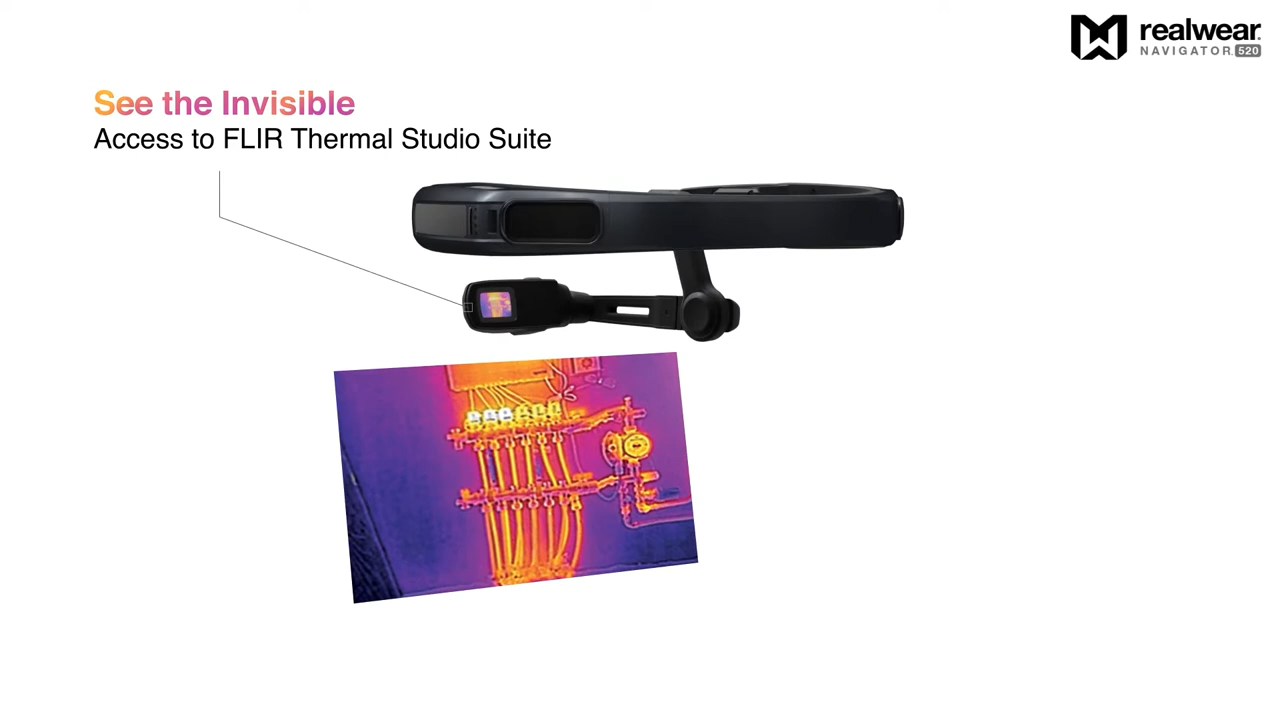 realwear
NAVIGATOR 520
See the Invisible
Access to FLIR Thermal Studio Suite